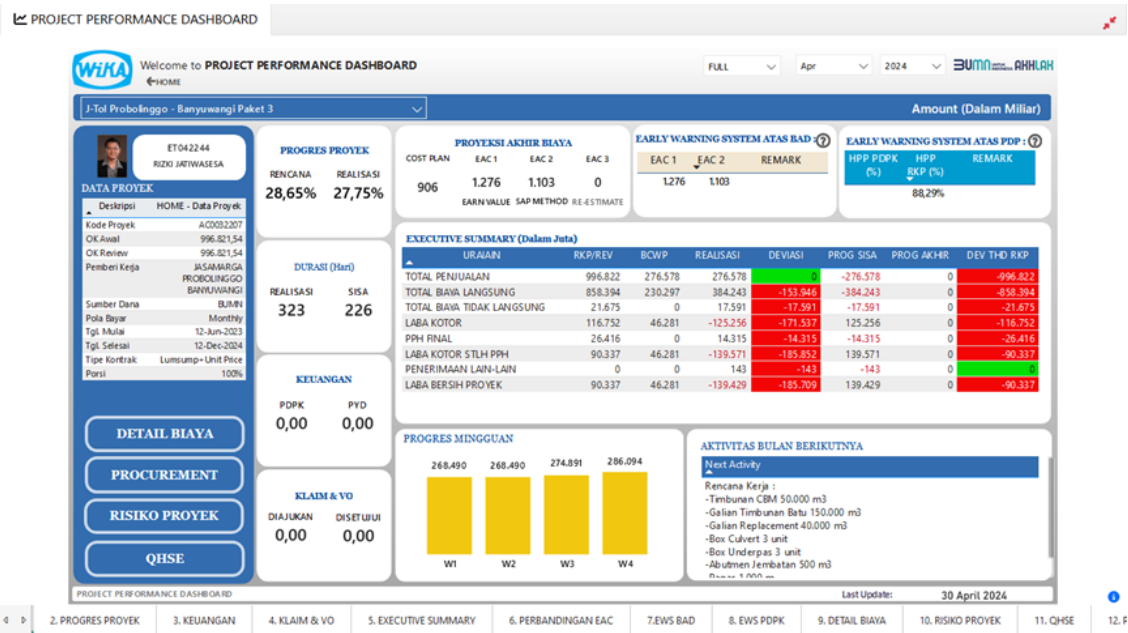 PROJECT PERFORMANCE DASHBOARD
WiKA
Welcome to PROJECT PERFORMANCE DASHBOARD
HOME
FULL
Apr
2024
BUMN
AKHLAK
J-Tol Probolinggo - Banyuwangi Paket 3
Amount (Dalam Miliar)
ET042244
RIZKI JATIWASESA
DATA PROYEK
Deskripsi HOME - Data Proyek
Kode Proyek AC0032207
OK Awal 996.821,54
OK Review 996.821,54
Pemberi Kerja JASAMARGA
PROBOLINGGO
BANYUWANGI
Sumber Dana BUMN
Pola Bayar Monthly
Tgl. Mulai 12-Jun-2023
Tgl. Selesai 12-Dec-2024
Tipe Kontrak Lumsump+Unit Price
Porsi 100%
DETAIL BIAYA
PROCUREMENT
RISIKO PROYEK
QHSE
PROGRES PROYEK
RENCANA REALISASI
28,65% 27,75%
DURASI (Hari)
REALISASI SISA
323 226
KEUANGAN
PDPK PYD
0,00 0,00
KLAIM & VO
DIAJUKAN DISETUJUI
0,00 0,00
PROYEKSI AKHIR BIAYA
COST PLAN EAC 1 EAC 2 EAC 3
906 1.276 1.103 0
EARN VALUE SAP METHOD RE-ESTIMATE
EARLY WARNING SYSTEM ATAS BAD :
EAC 1 EAC 2 REMARK
1.276 1.103
EARLY WARNING SYSTEM ATAS PDP :
HPP PDPK (%) HPP RKP (%) REMARK
88,29%
EXECUTIVE SUMMARY (Dalam Juta)
URAIAN RKP/REV BCWP REALISASI DEVIASI PROG SISA PROG AKHIR DEV THD RKP
TOTAL PENJUALAN 996.822 276.578 276.578 0 -276.578 0 -996.822
TOTAL BIAYA LANGSUNG 858.394 230.297 384.243 -153.946 -384.243 0 -858.394
TOTAL BIAYA TIDAK LANGSUNG 21.675 0 17.591 -17.591 -17.591 0 -21.675
LABA KOTOR 116.752 46.281 -125.256 -171.537 125.256 0 -116.752
PPH FINAL 26.416 0 14.315 -14.315 -14.315 0 -26.416
LABA KOTOR STLH PPH 90.337 46.281 -139.571 -185.852 139.571 0 -90.337
PENERIMAAN LAIN-LAIN 0 0 143 -143 -143 0 0
LABA BERSIH PROYEK 90.337 46.281 -139.429 -185.709 139.429 0 -90.337
PROGRES MINGGUAN
268.490 268.490 274.891 286.094
W1 W2 W3 W4
AKTIVITAS BULAN BERIKUTNYA
Next Activity
Rencana Kerja :
-Timbunan CBM 50.000 m3
-Galian Timbunan Batu 150.000 m3
-Galian Replacement 40.000 m3
-Box Culvert 3 unit
-Box Underpas 3 unit
-Abutmen Jembatan 500 m3
PROJECT PERFORMANCE DASHBOARD
Last Update: 30 April 2024
2. PROGRES PROYEK 3. KEUANGAN 4. KLAIM & VO 5. EXECUTIVE SUMMARY 6. PERBANDINGAN EAC 7.EWS BAD 8. EWS PDPK 9. DETAIL BIAYA 10. RISIKO PROYEK 11. QHSE 12.